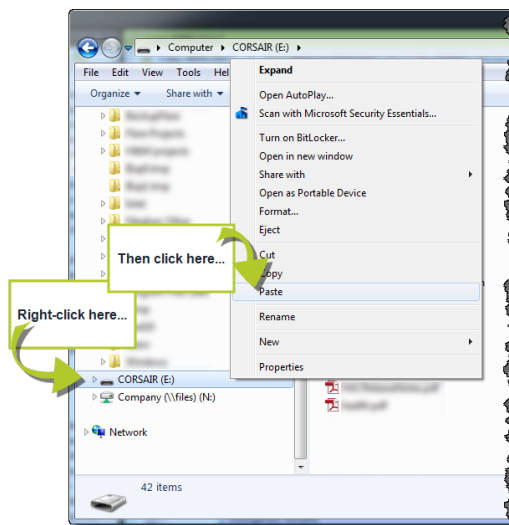 Computer
CORSAIR (E:)
File Edit View Tools Hel
Organize
Share with
Expand
Open AutoPlay...
Scan with Microsoft Security Essentials...
Turn on BitLocker...
Open in new window
Share with
Open as Portable Device
Format...
Eject
Cut
Copy
Paste
Rename
New
Properties
Then click here...
Right-click here...
CORSAIR (E:)
Company (\\files) (N:)
Network
42 items